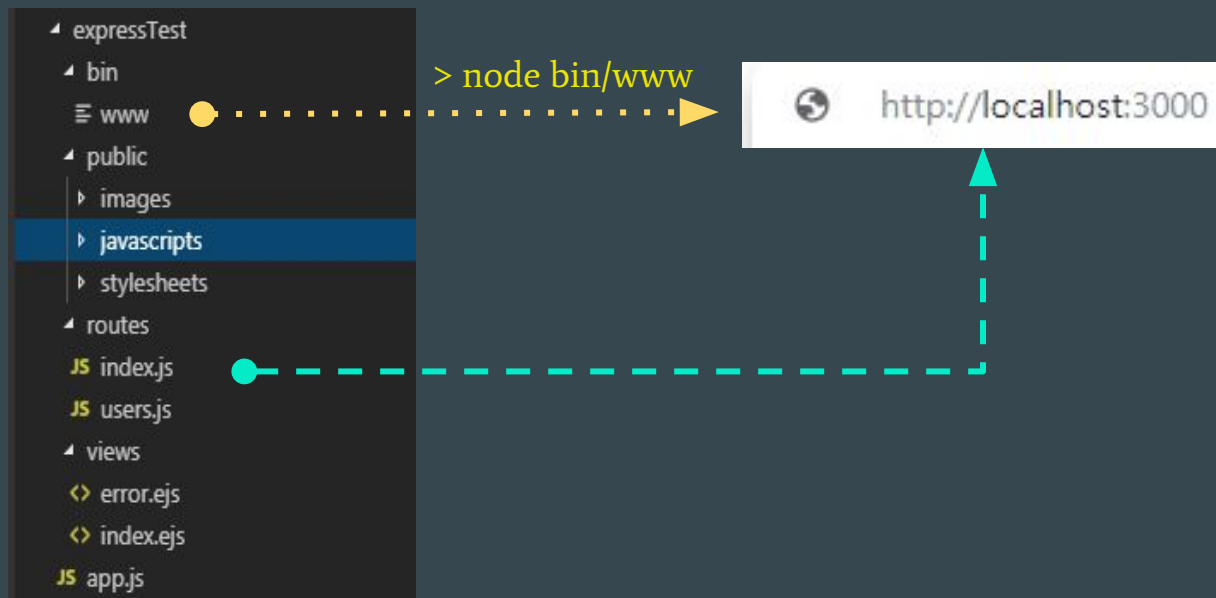 expressTest
bin
www
public
images
javascripts
stylesheets
routes
JS index.js
JS users.js
views
<> error.ejs
<> index.ejs
JS app.js
> node bin/www
http://localhost:3000